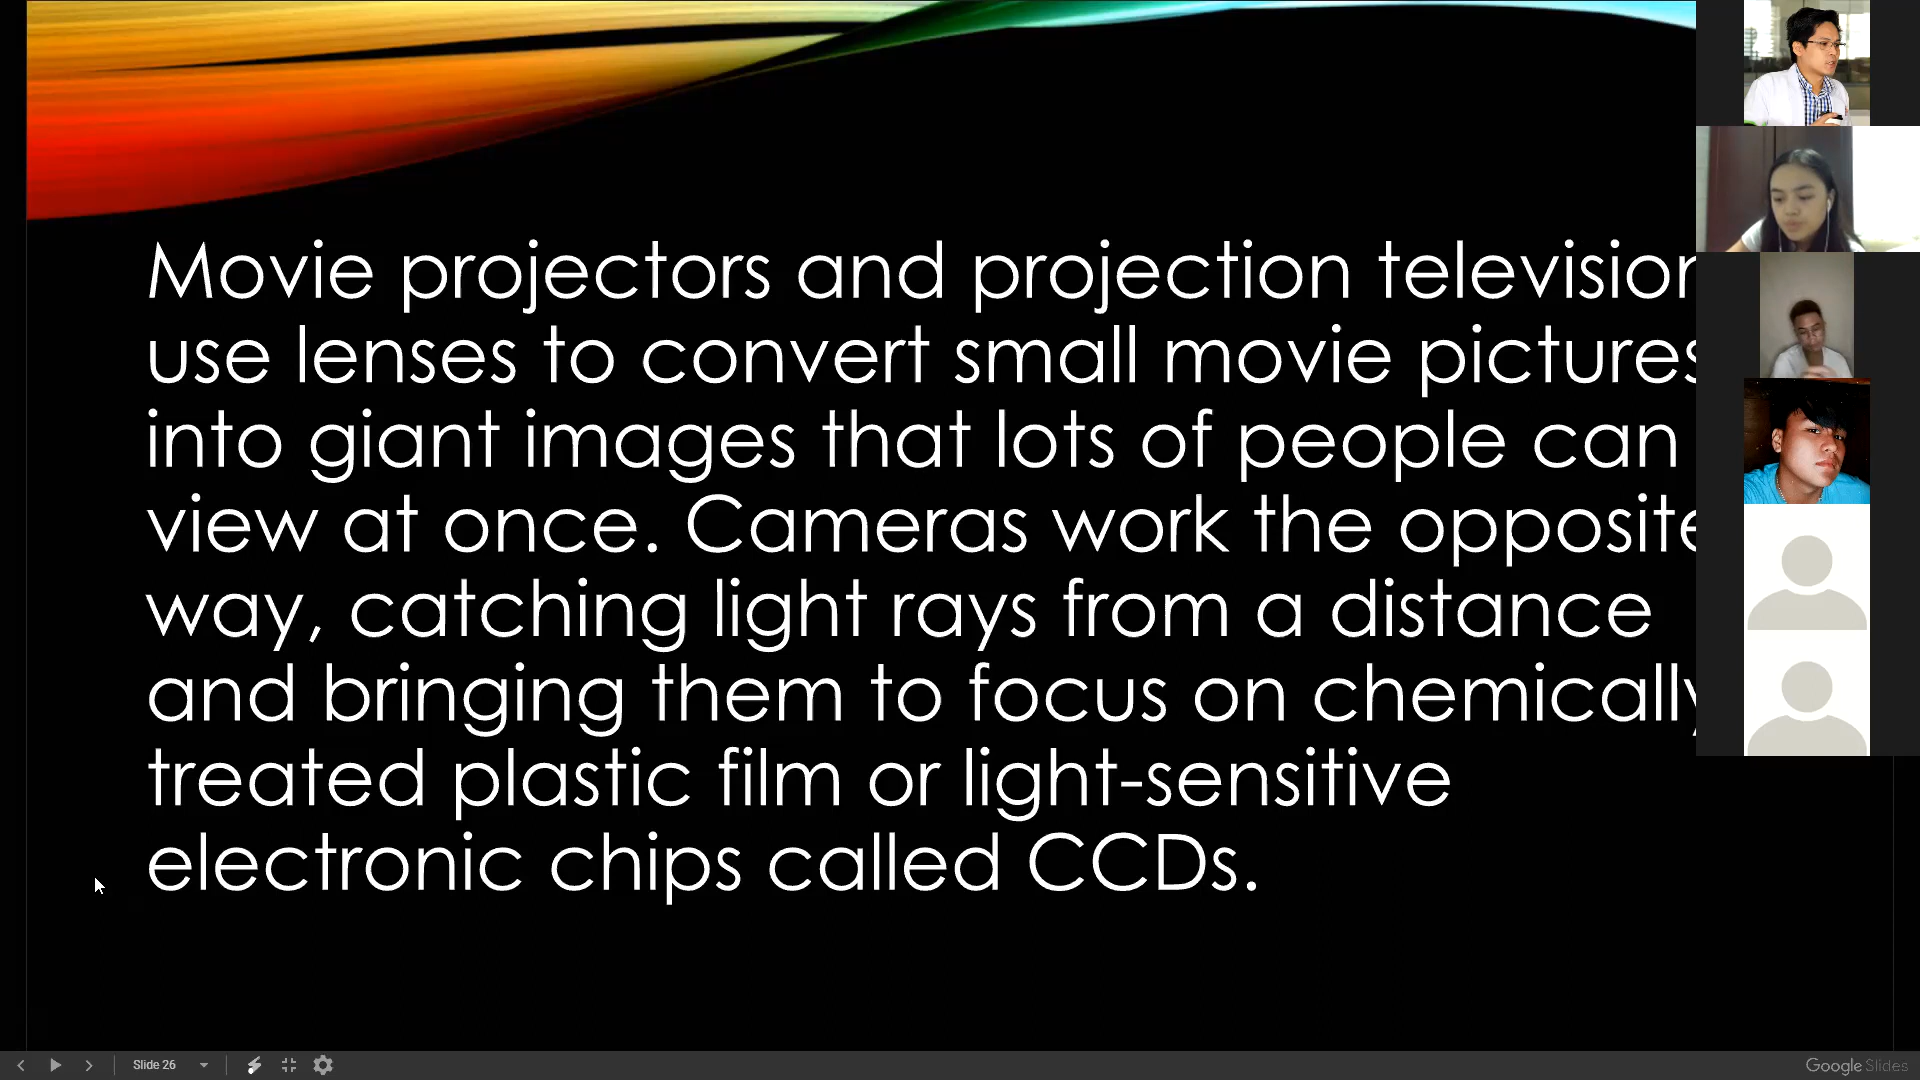 Movie projectors and projection television
use lenses to convert small movie pictures
into giant images that lots of people can
view at once. Cameras work the opposite
way, catching light rays from a distance
and bringing them to focus on chemically
treated plastic film or light-sensitive
electronic chips called CCDs.
Slide 26
Google Slides